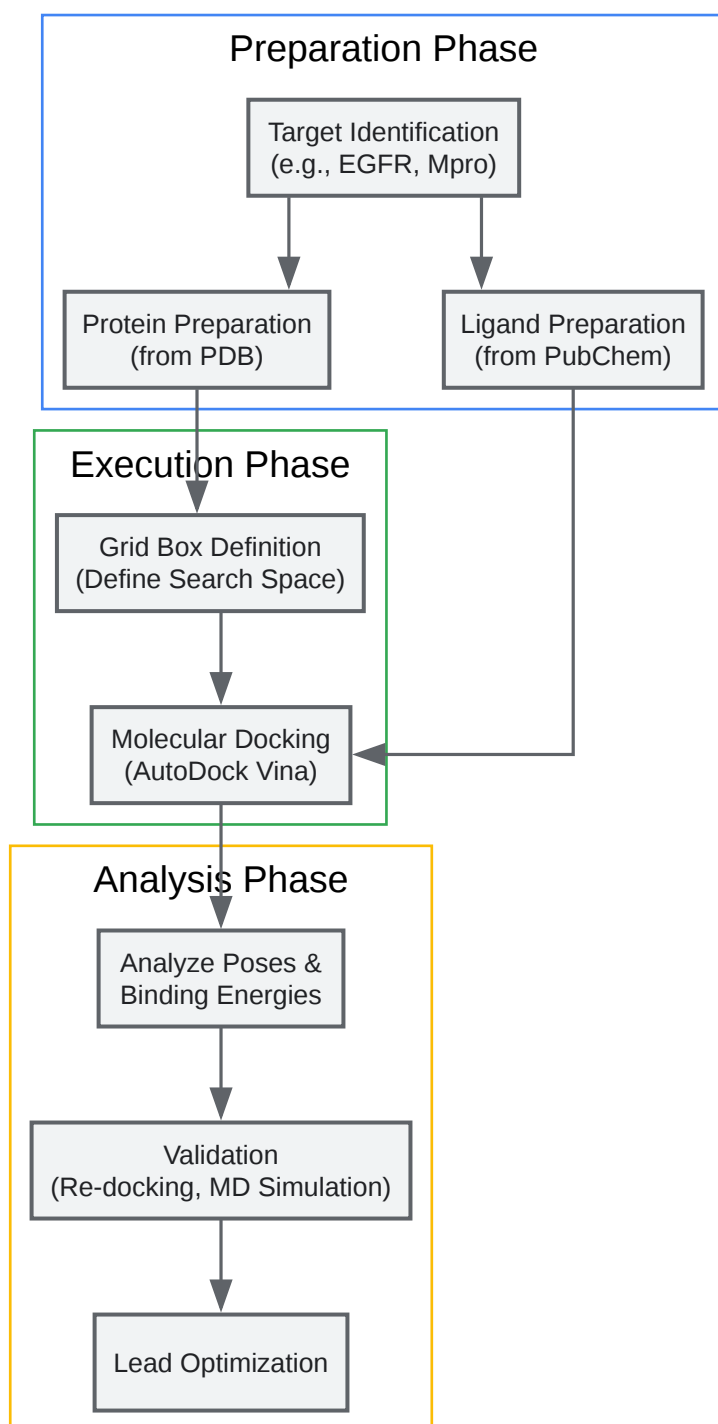 Preparation Phase
Target Identification
(e.g., EGFR, Mpro)
Protein Preparation
(from PDB)
Ligand Preparation
(from PubChem)
Execution Phase
Grid Box Definition
(Define Search Space)
Molecular Docking
(AutoDock Vina)
Analysis Phase
Analyze Poses &
Binding Energies
Validation
(Re-docking, MD Simulation)
Lead Optimization